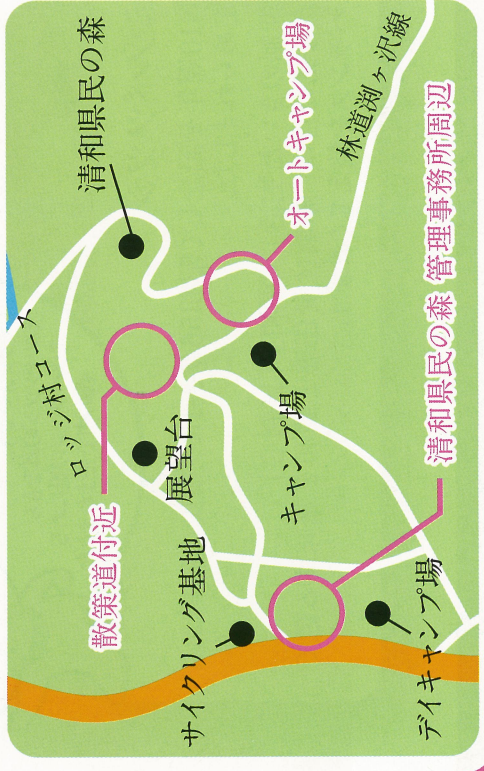 清和県民の森
オートキャンプ場
林道渕ヶ沢線
ロッジ村コース
展望台
キャンプ場
清和県民の森 管理事務所周辺
散策道付近
サイクリング基地
デイキャンプ場